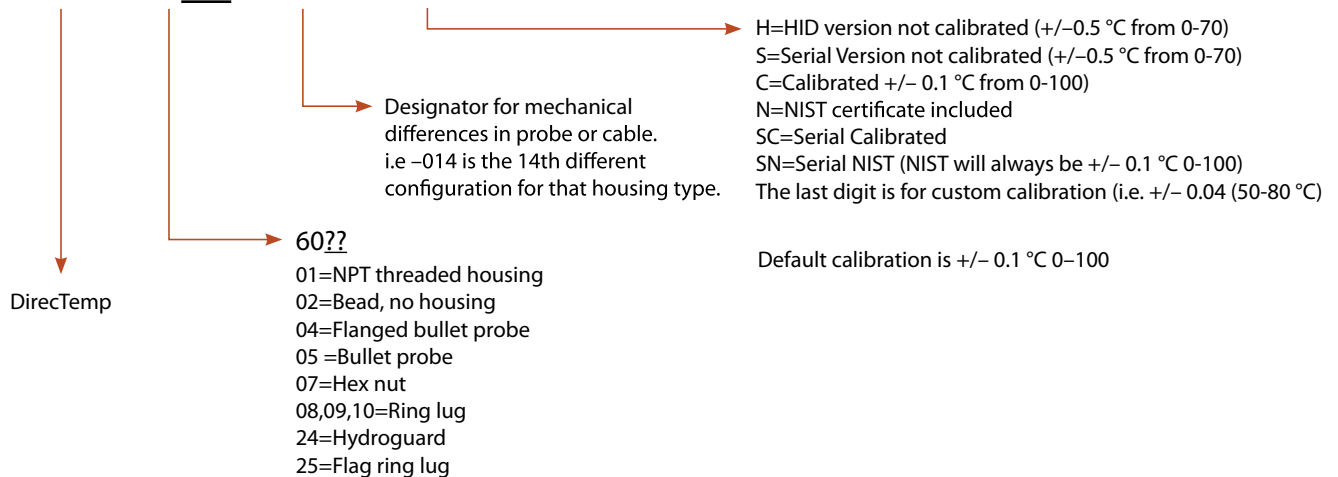 H=HID version not calibrated (+/–0.5 °C from 0-70)
S=Serial Version not calibrated (+/–0.5 °C from 0-70)
C=Calibrated +/– 0.1 °C from 0-100)
N=NIST certificate included
SC=Serial Calibrated
SN=Serial NIST (NIST will always be +/– 0.1 °C 0-100)
The last digit is for custom calibration (i.e. +/– 0.04 (50-80 °C)
Default calibration is +/– 0.1 °C 0–100
Designator for mechanical
differences in probe or cable.
i.e –014 is the 14th different
configuration for that housing type.
60??
01=NPT threaded housing
02=Bead, no housing
04=Flanged bullet probe
05 =Bullet probe
07=Hex nut
08,09,10=Ring lug
24=Hydroguard
25=Flag ring lug
DirecTemp